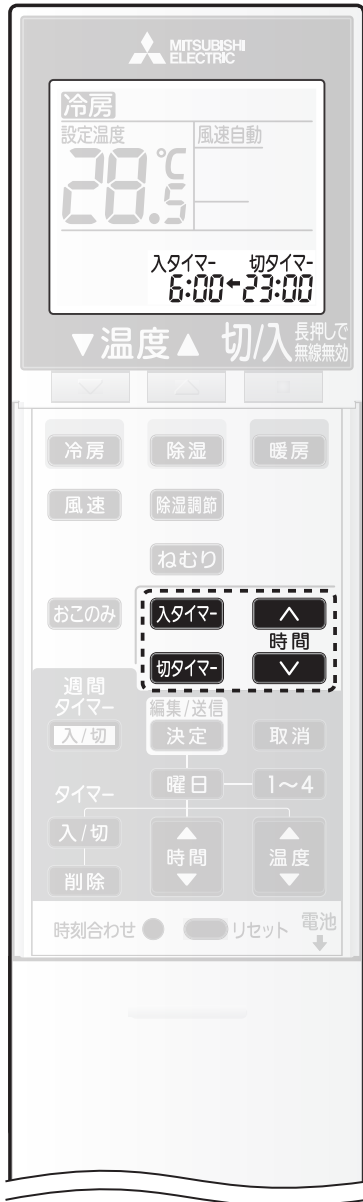 MITSUBISHI
ELECTRIC
冷房
設定温度 風速自動
28.5℃
入タイマー 切タイマー
6:00←23:00
▼温度▲ 切/入 長押しで
無線無効
冷房 除湿 暖房
風速 除湿調節
ねむり
おこのみ 入タイマー ∧
時間
切タイマー ∨
週間
タイマー 編集/送信
入/切 決定 取消
曜日 1~4
タイマー
入/切 ▲ ▲
時間 温度
削除 ▼ ▼
時刻合わせ リセット 電池